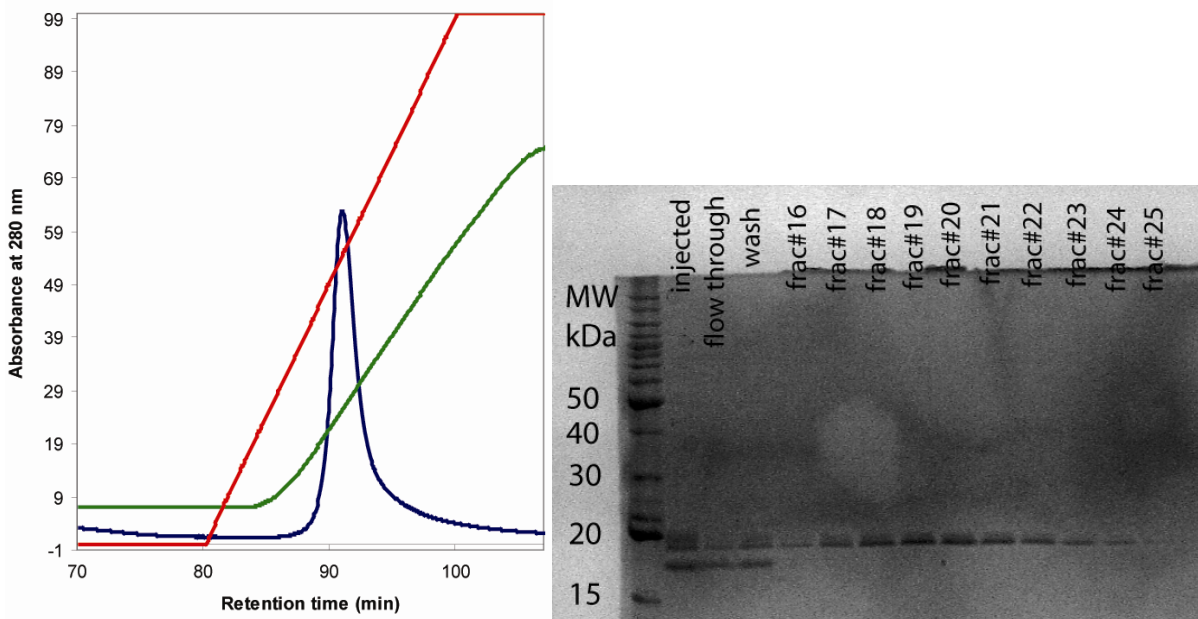 99
89
79
69
59
49
39
29
19
9
-1
Absorbance at 280 nm
70 80 90 100
Retention time (min)
injected
flow through
wash
frac#16
frac#17
frac#18
frac#19
frac#20
frac#21
frac#22
frac#23
frac#24
frac#25
MW
kDa
50
40
30
20
15